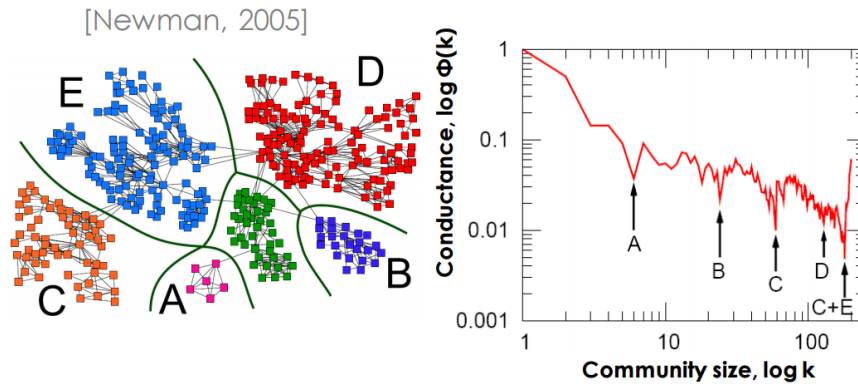 [Newman, 2005]
E
D
C
A
B
Conductance, log Φ(k)
1
0.1
0.01
0.001
A
B
C
D
C+E
1
10
100
Community size, log k